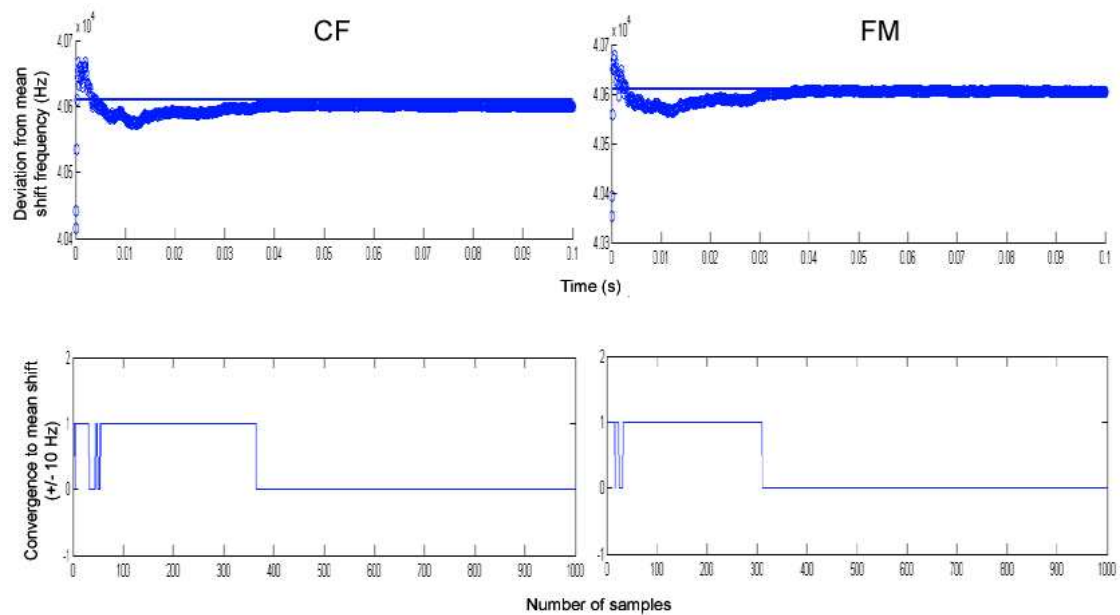 CF
FM
4.07 x 10^4
4.07 x 10^4
4.07
4.06
4.05
4.04
4.07
4.06
4.05
4.04
4.03
Deviation from mean
shift frequency (Hz)
0 0.01 0.02 0.03 0.04 0.05 0.06 0.07 0.08 0.09 0.1
0 0.01 0.02 0.03 0.04 0.05 0.06 0.07 0.08 0.09 0.1
Time (s)
Convergence to mean shift
(+/- 10 Hz)
2
1
0
-1
2
1
0
-1
0 100 200 300 400 500 600 700 800 900 1000
0 100 200 300 400 500 600 700 800 900 1000
Number of samples